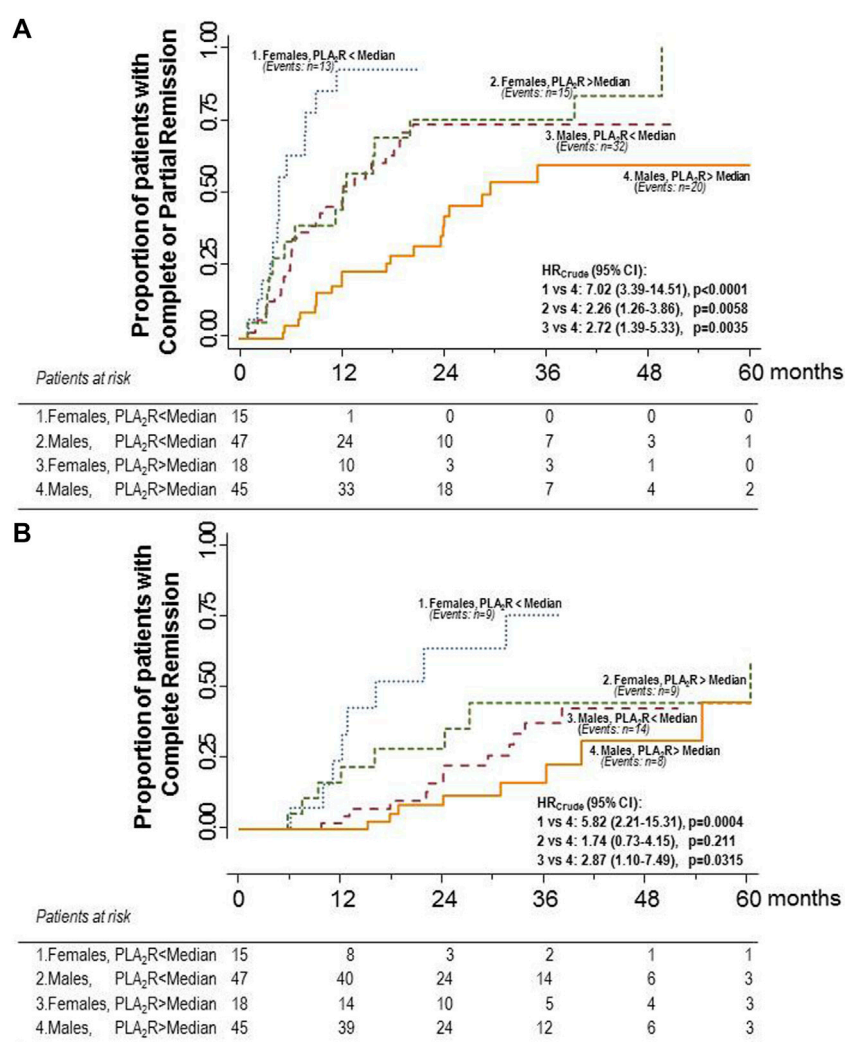 A
Proportion of patients with
Complete or Partial Remission
1.00
0.75
0.50
0.25
0.00
1. Females, PLA₂R < Median
(Events: n=13)
2. Females, PLA₂R >Median
(Events: n=15)
3. Males, PLA₂R< Median
(Events: n=32)
4. Males, PLA₂R> Median
(Events: n=20)
HRCrude (95% CI):
1 vs 4: 7.02 (3.39-14.51), p<0.0001
2 vs 4: 2.26 (1.26-3.86), p=0.0058
3 vs 4: 2.72 (1.39-5.33), p=0.0035
0 12 24 36 48 60 months
Patients at risk
1.Females, PLA₂R<Median 15 1 0 0 0 0
2.Males, PLA₂R<Median 47 24 10 7 3 1
3.Females, PLA₂R>Median 18 10 3 3 1 0
4.Males, PLA₂R>Median 45 33 18 7 4 2
B
Proportion of patients with
Complete Remission
1.00
0.75
0.50
0.25
0.00
1. Females, PLA₂R < Median
(Events: n=9)
2. Females, PLA₂R > Median
(Events: n=9)
3. Males, PLA₂R < Median
(Events: n=14)
4. Males, PLA₂R> Median
(Events: n=8)
HRCrude (95% CI):
1 vs 4: 5.82 (2.21-15.31), p=0.0004
2 vs 4: 1.74 (0.73-4.15), p=0.211
3 vs 4: 2.87 (1.10-7.49), p=0.0315
0 12 24 36 48 60 months
Patients at risk
1.Females, PLA₂R<Median 15 8 3 2 1 1
2.Males, PLA₂R<Median 47 40 24 14 6 3
3.Females, PLA₂R>Median 18 14 10 5 4 3
4.Males, PLA₂R>Median 45 39 24 12 6 3